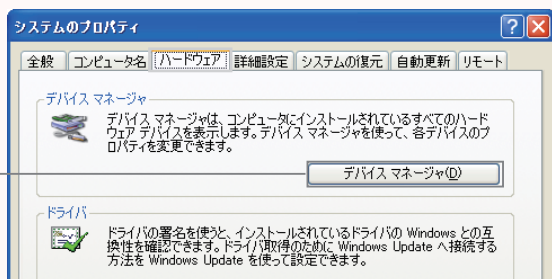 システムのプロパティ
全般 コンピュータ名 ハードウェア 詳細設定 システムの復元 自動更新 リモート
デバイス マネージャ
デバイス マネージャは、コンピュータにインストールされているすべてのハード
ウェア デバイスを表示します。デバイス マネージャを使って、各デバイスのプ
ロパティを変更できます。
デバイス マネージャ(D)
ドライバ
ドライバの署名を使うと、インストールされているドライバの Windows との互
換性を確認できます。ドライバ取得のために Windows Update へ接続する
方法を Windows Update を使って設定できます。